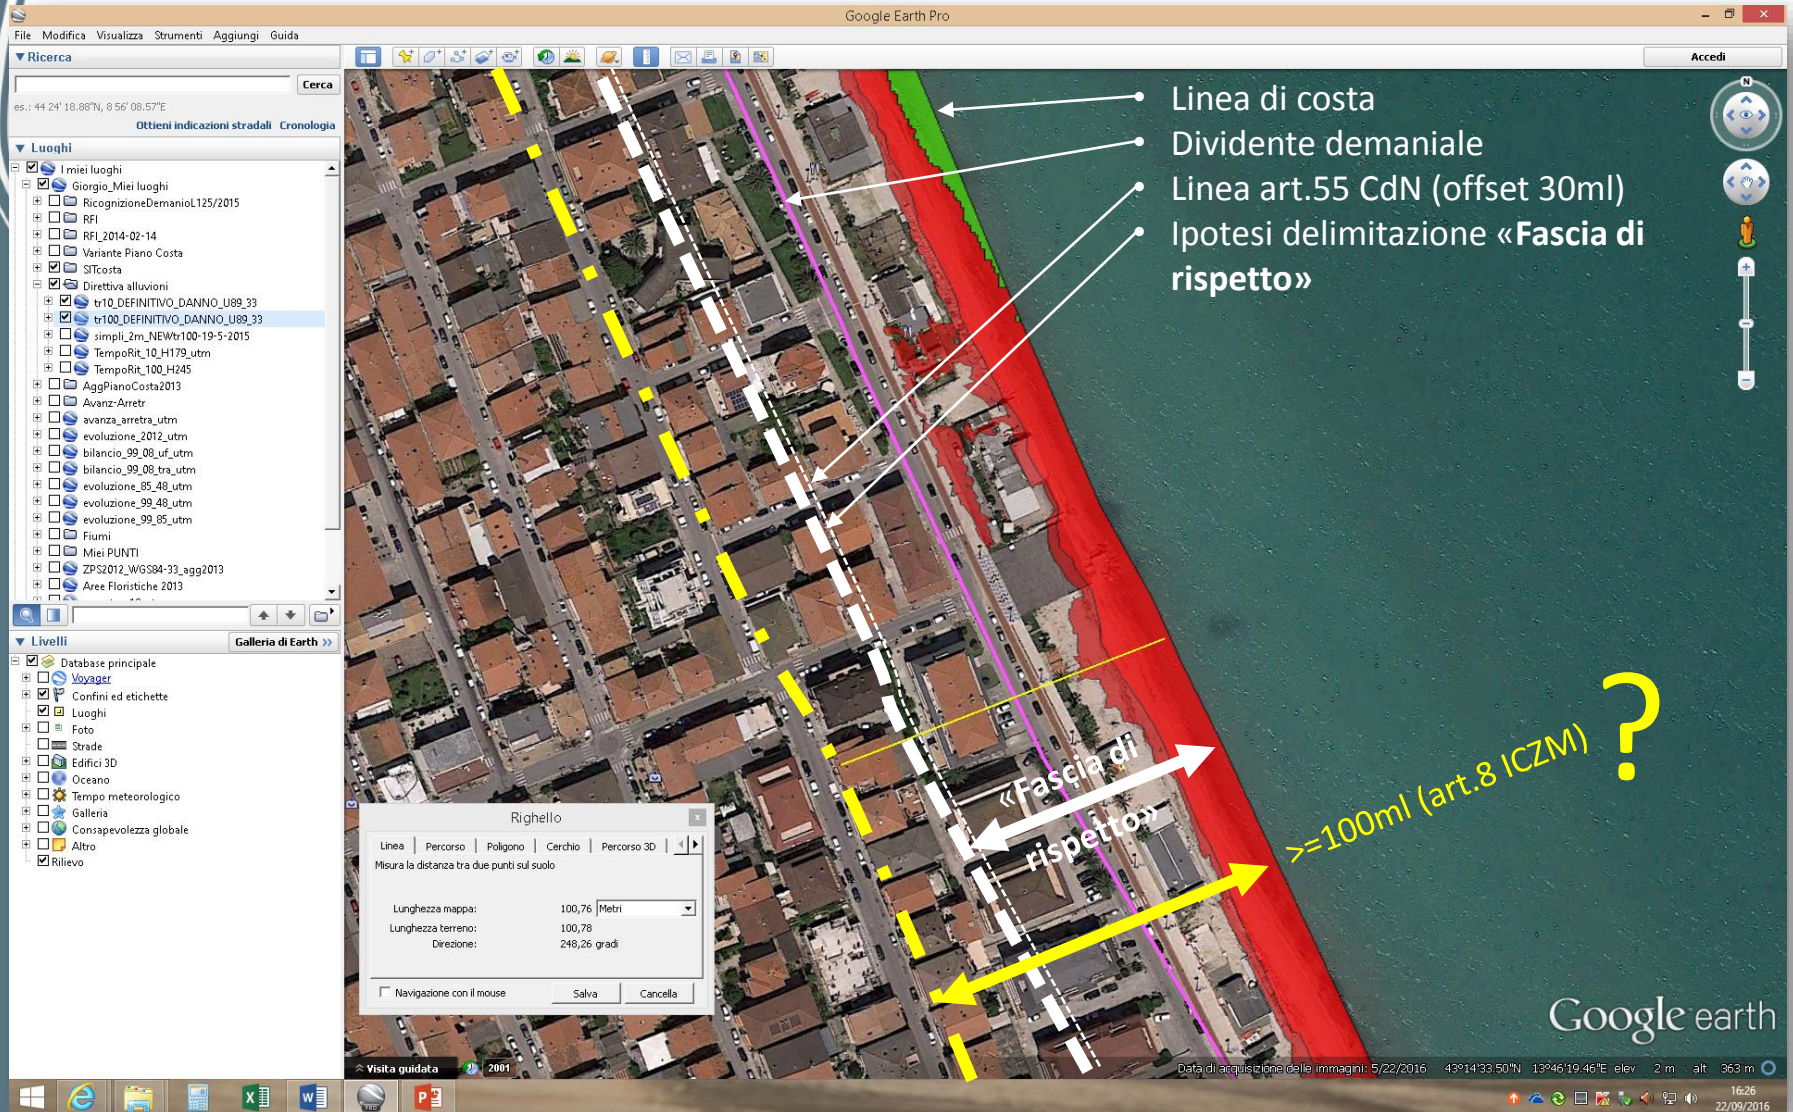 Google Earth Pro
File Modifica Visualizza Strumenti Aggiungi Guida
Ricerca
Cerca
es.: 44 24' 18.88"N, 8 56' 08.57"E
Ottieni indicazioni stradali Cronologia
Luoghi
I miei luoghi
Giorgio_Miei luoghi
RicognizioneDemanioL125/2015
RFI
RFI_2014-02-14
Variante Piano Costa
SITcosta
Direttiva alluvioni
tr10_DEFINITIVO_DANNO_U89_33
tr100_DEFINITIVO_DANNO_U89_33
simpli_2m_NEWtr100-19-5-2015
TempoRit_10_H179_utm
TempoRit_100_H245
AggPianoCosta2013
Avanz-Arretr
avanza_arretra_utm
evoluzione_2012_utm
bilancio_99_08_uf_utm
bilancio_99_08_tra_utm
evoluzione_85_48_utm
evoluzione_99_48_utm
evoluzione_99_85_utm
Fiumi
Miei PUNTI
ZPS2012_WGS84-33_agg2013
Aree Floristiche 2013
Livelli
Galleria di Earth >>
Database principale
Voyager
Confini ed etichette
Luoghi
Foto
Strade
Edifici 3D
Oceano
Tempo meteorologico
Galleria
Consapevolezza globale
Altro
Rilievo
Accedi
N
• Linea di costa
• Dividente demaniale
• Linea art.55 CdN (offset 30ml)
• Ipotesi delimitazione «Fascia di
rispetto»
«Fascia di
rispetto»
>=100ml (art.8 ICZM)
?
Righello
Linea Percorso Poligono Cerchio Percorso 3D
Misura la distanza tra due punti sul suolo
Lunghezza mappa: 100,76 Metri
Lunghezza terreno: 100,78
Direzione: 248,26 gradi
Navigazione con il mouse Salva Cancella
Google earth
Visita guidata 2001
Data di acquisizione delle immagini: 5/22/2016 43°14'33.50"N 13°46'19.46"E elev 2 m alt 363 m
16:26
22/09/2016